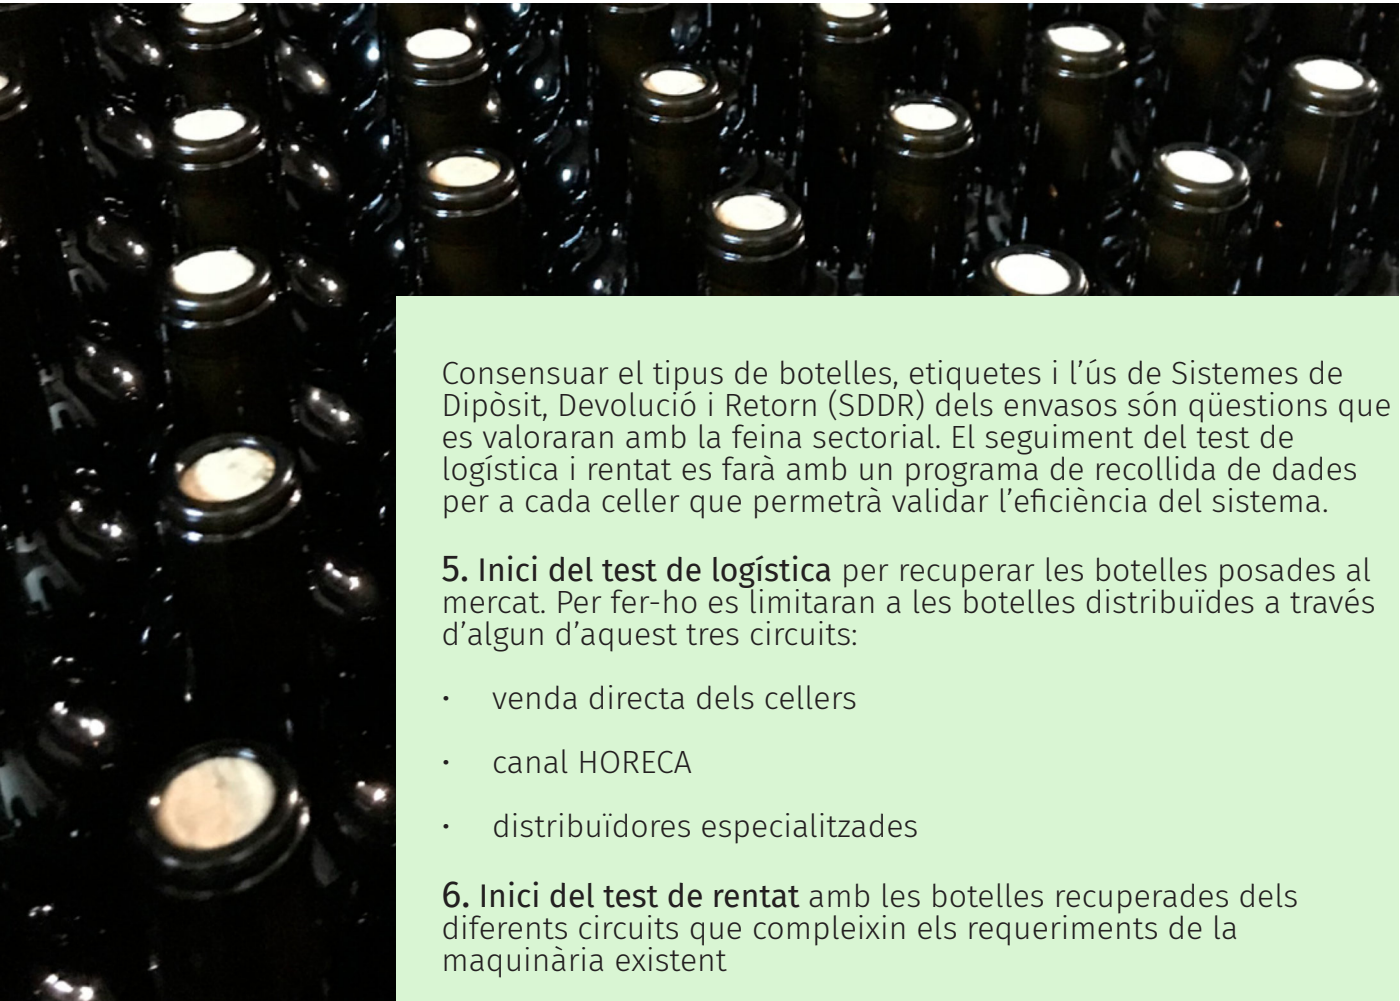 Consensuar el tipus de botelles, etiquetes i l’ús de Sistemes de
Dipòsit, Devolució i Retorn (SDDR) dels envasos són qüestions que
es valoraran amb la feina sectorial. El seguiment del test de
logística i rentat es farà amb un programa de recollida de dades
per a cada celler que permetrà validar l’eficiència del sistema.
5. Inici del test de logística per recuperar les botelles posades al
mercat. Per fer-ho es limitaran a les botelles distribuïdes a través
d’algun d’aquest tres circuits:
· venda directa dels cellers
· canal HORECA
· distribuïdores especialitzades
6. Inici del test de rentat amb les botelles recuperades dels
diferents circuits que compleixin els requeriments de la
maquinària existent